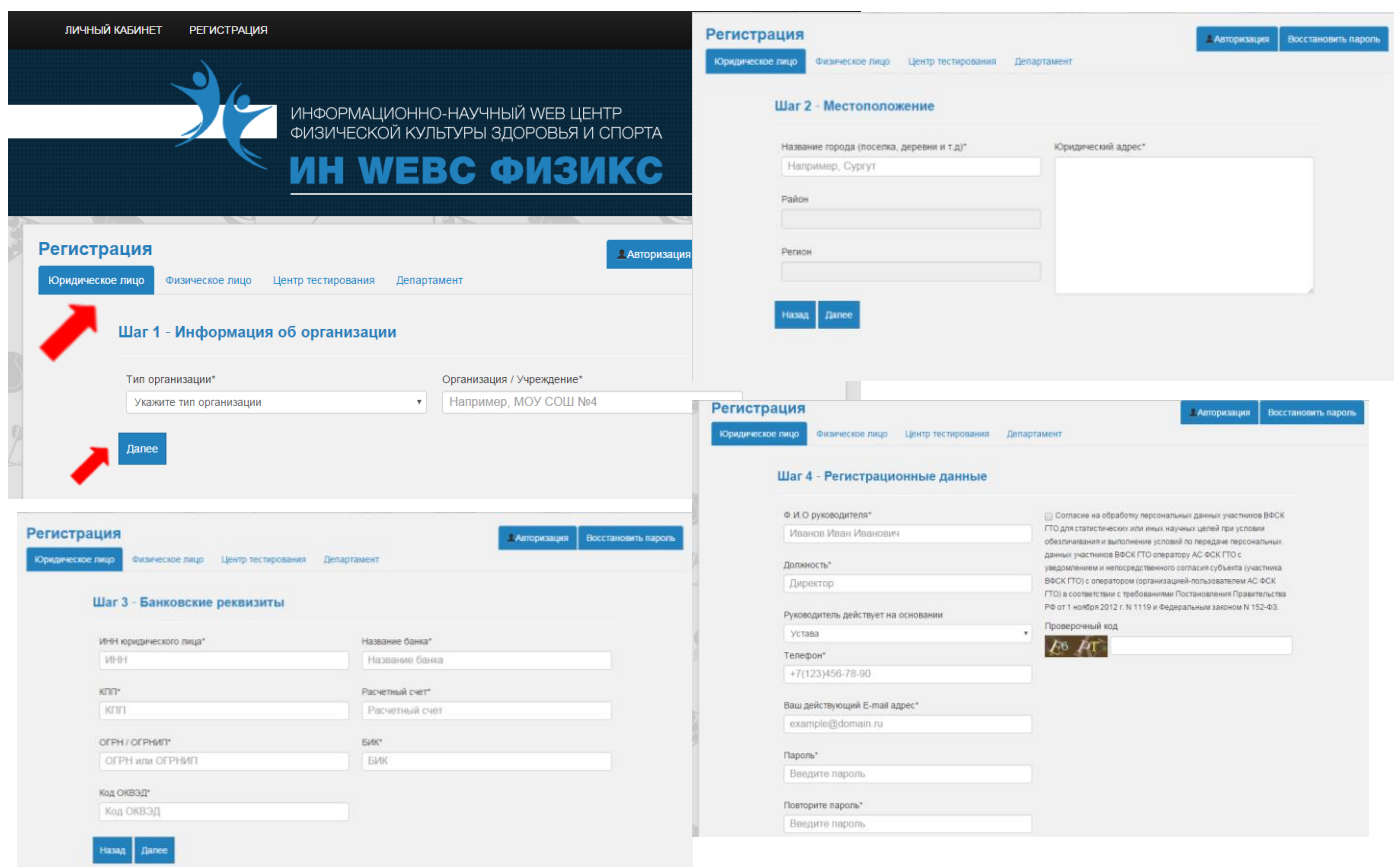 ЛИЧНЫЙ КАБИНЕТ РЕГИСТРАЦИЯ
ИНФОРМАЦИОННО-НАУЧНЫЙ WEB ЦЕНТР
ФИЗИЧЕСКОЙ КУЛЬТУРЫ ЗДОРОВЬЯ И СПОРТА
ИН WEBС ФИЗИКС
Регистрация
Авторизация
Юридическое лицо Физическое лицо Центр тестирования Департамент
Шаг 1 - Информация об организации
Тип организации* Организация / Учреждение*
Укажите тип организации Например, МОУ СОШ №4
Далее
Регистрация
Авторизация Восстановить пароль
Юридическое лицо Физическое лицо Центр тестирования Департамент
Шаг 2 - Местоположение
Название города (поселка, деревни и т.д)* Юридический адрес*
Например, Сургут
Район
Регион
Назад Далее
Регистрация
Авторизация Восстановить пароль
Юридическое лицо Физическое лицо Центр тестирования Департамент
Шаг 3 - Банковские реквизиты
ИНН юридического лица* Название банка*
ИНН Название банка
КПП* Расчетный счет*
КПП Расчетный счет
ОГРН / ОГРНИП* БИК*
ОГРН или ОГРНИП БИК
Код ОКВЭД*
Код ОКВЭД
Назад Далее
Регистрация
Авторизация Восстановить пароль
Юридическое лицо Физическое лицо Центр тестирования Департамент
Шаг 4 - Регистрационные данные
Ф.И.О руководителя*
Иванов Иван Иванович
Должность*
Директор
Руководитель действует на основании
Устава
Телефон*
+7(123)456-78-90
Ваш действующий E-mail адрес*
example@domain.ru
Пароль*
Введите пароль
Повторите пароль*
Введите пароль
Согласие на обработку персональных данных участников ВФСК
ГТО для статистических или иных научных целей при условии
обезличивания и выполнение условий по передаче персональных
данных участников ВФСК ГТО оператору АС ФСК ГТО с
уведомлением и непосредственного согласия субъекта (участника
ВФСК ГТО) с оператором (организацией-пользователем АС ФСК
ГТО) в соответствии с требованиями Постановления Правительства
РФ от 1 ноября 2012 г. N 1119 и Федеральным законом N 152-ФЗ.
Проверочный код